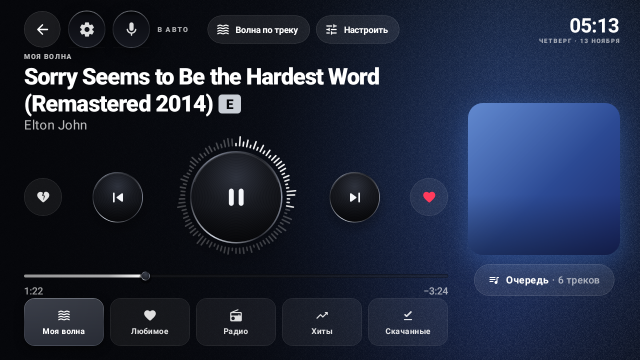 В АВТО
Волна по треку
Настроить
05:13
ЧЕТВЕРГ · 13 НОЯБРЯ
МОЯ ВОЛНА
Sorry Seems to Be the Hardest Word
(Remastered 2014) E
Elton John
1:22
−3:24
Очередь · 6 треков
Моя волна
Любимое
Радио
Хиты
Скачанные